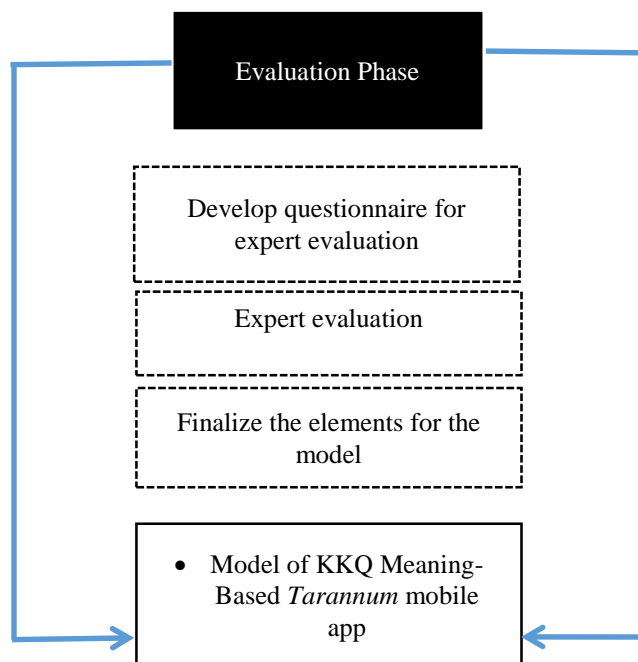 Evaluation Phase
Develop questionnaire for
expert evaluation
Expert evaluation
Finalize the elements for the
model
• Model of KKQ Meaning-
Based Tarannum mobile
app